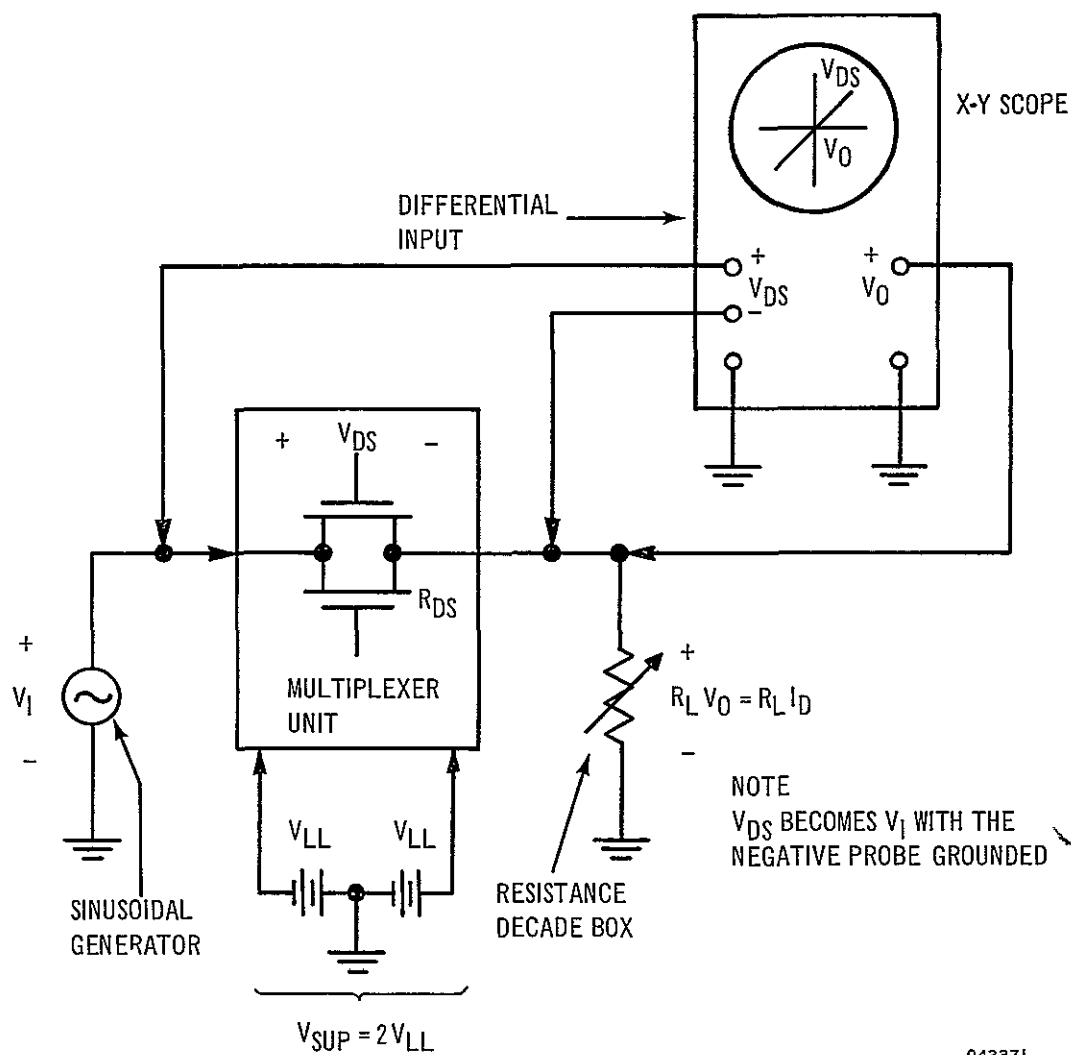 V_DS
V_O
X-Y SCOPE
DIFFERENTIAL
INPUT
+
V_DS
-
+
V_O
+ V_DS -
R_DS
MULTIPLEXER
UNIT
+
V_I
-
+
R_L V_O = R_L I_D
-
NOTE
V_DS BECOMES V_I WITH THE
NEGATIVE PROBE GROUNDED
V_LL V_LL
SINUSOIDAL
GENERATOR
RESISTANCE
DECADE BOX
V_SUP = 2 V_LL